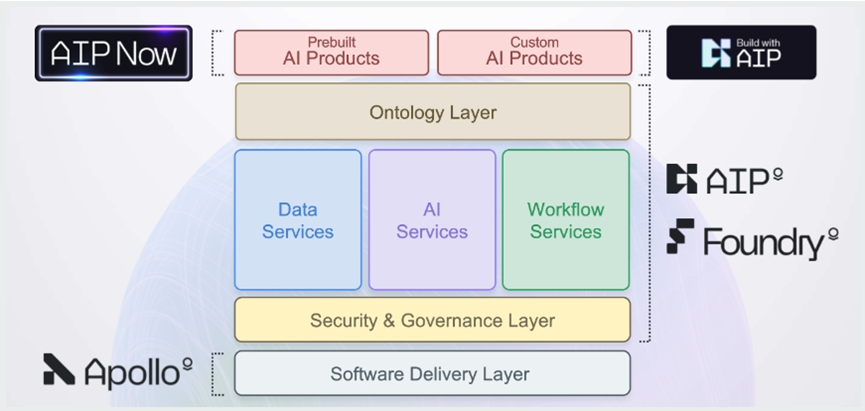 AIP Now
Prebuilt
AI Products
Custom
AI Products
Build with
AIP
Ontology Layer
Data
Services
AI
Services
Workflow
Services
AIP
Foundry
Security & Governance Layer
Apollo
Software Delivery Layer